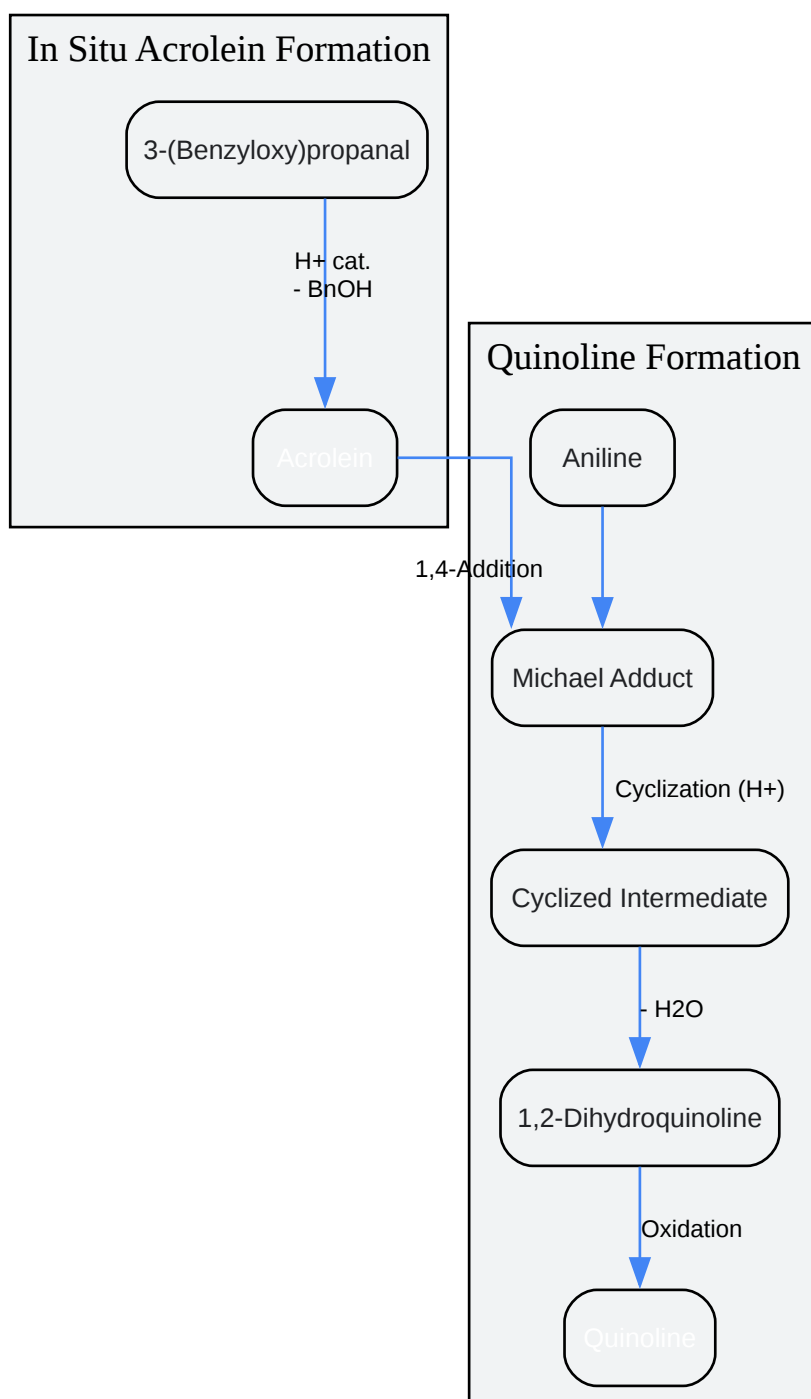 In Situ Acrolein Formation
3-(Benzyloxy)propanal
H+ cat.
- BnOH
Acrolein
Quinoline Formation
Aniline
1,4-Addition
Michael Adduct
Cyclization (H+)
Cyclized Intermediate
- H2O
1,2-Dihydroquinoline
Oxidation
Quinoline